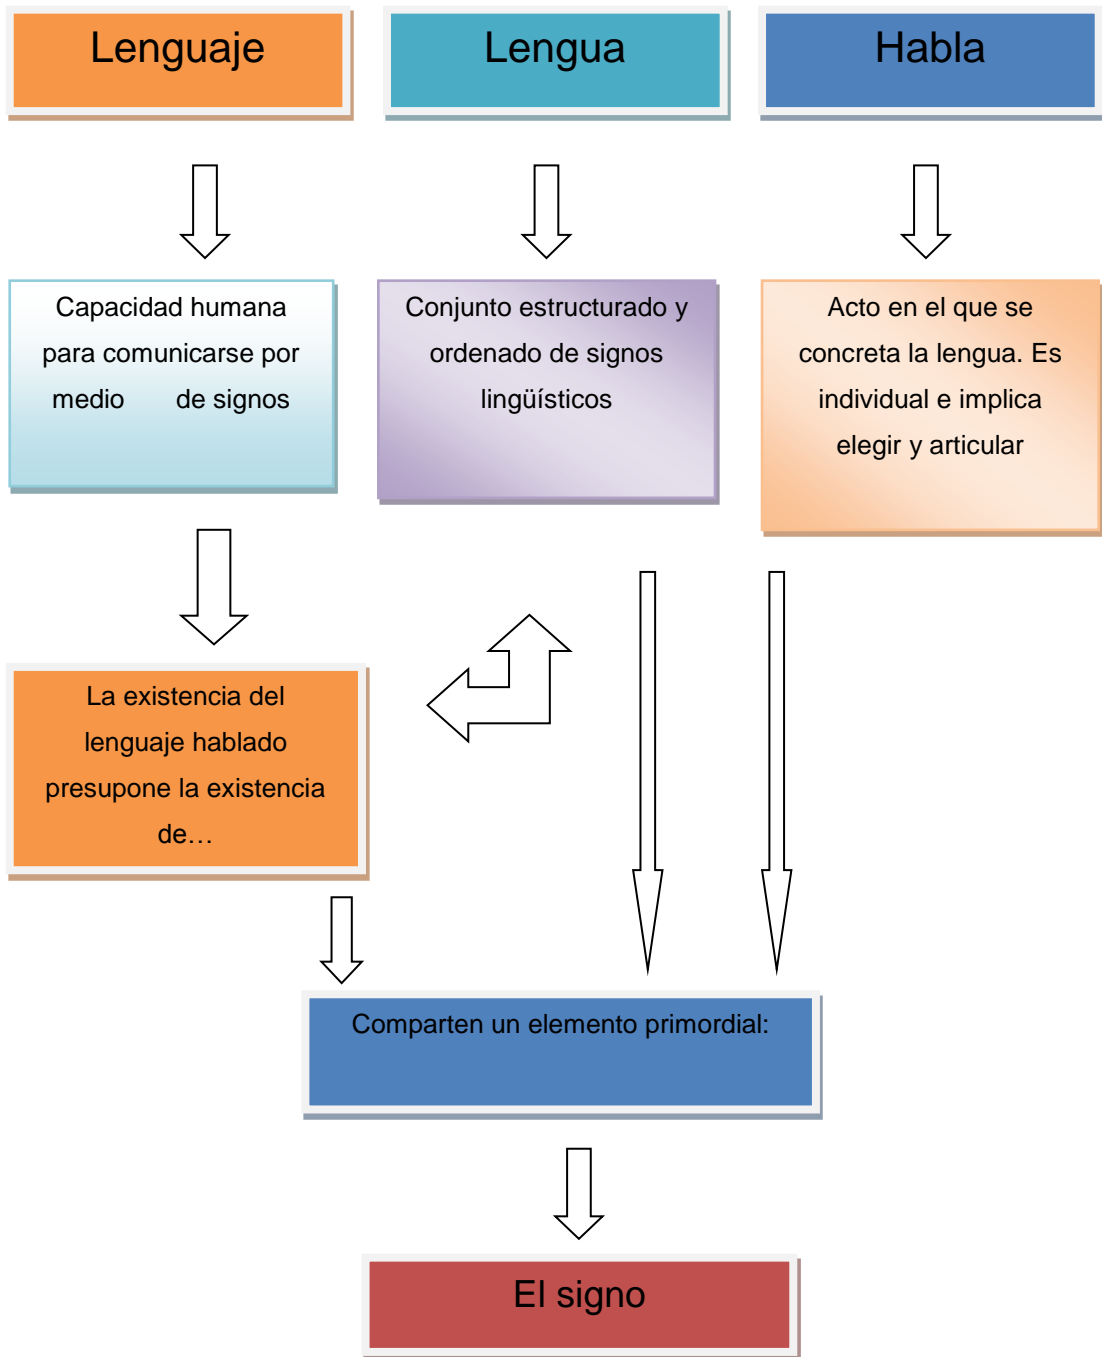 Lenguaje
Lengua
Habla
Capacidad humana
para comunicarse por
medio de signos
Conjunto estructurado y
ordenado de signos
lingüísticos
Acto en el que se
concreta la lengua. Es
individual e implica
elegir y articular
La existencia del
lenguaje hablado
presupone la existencia
de…
Comparten un elemento primordial:
El signo